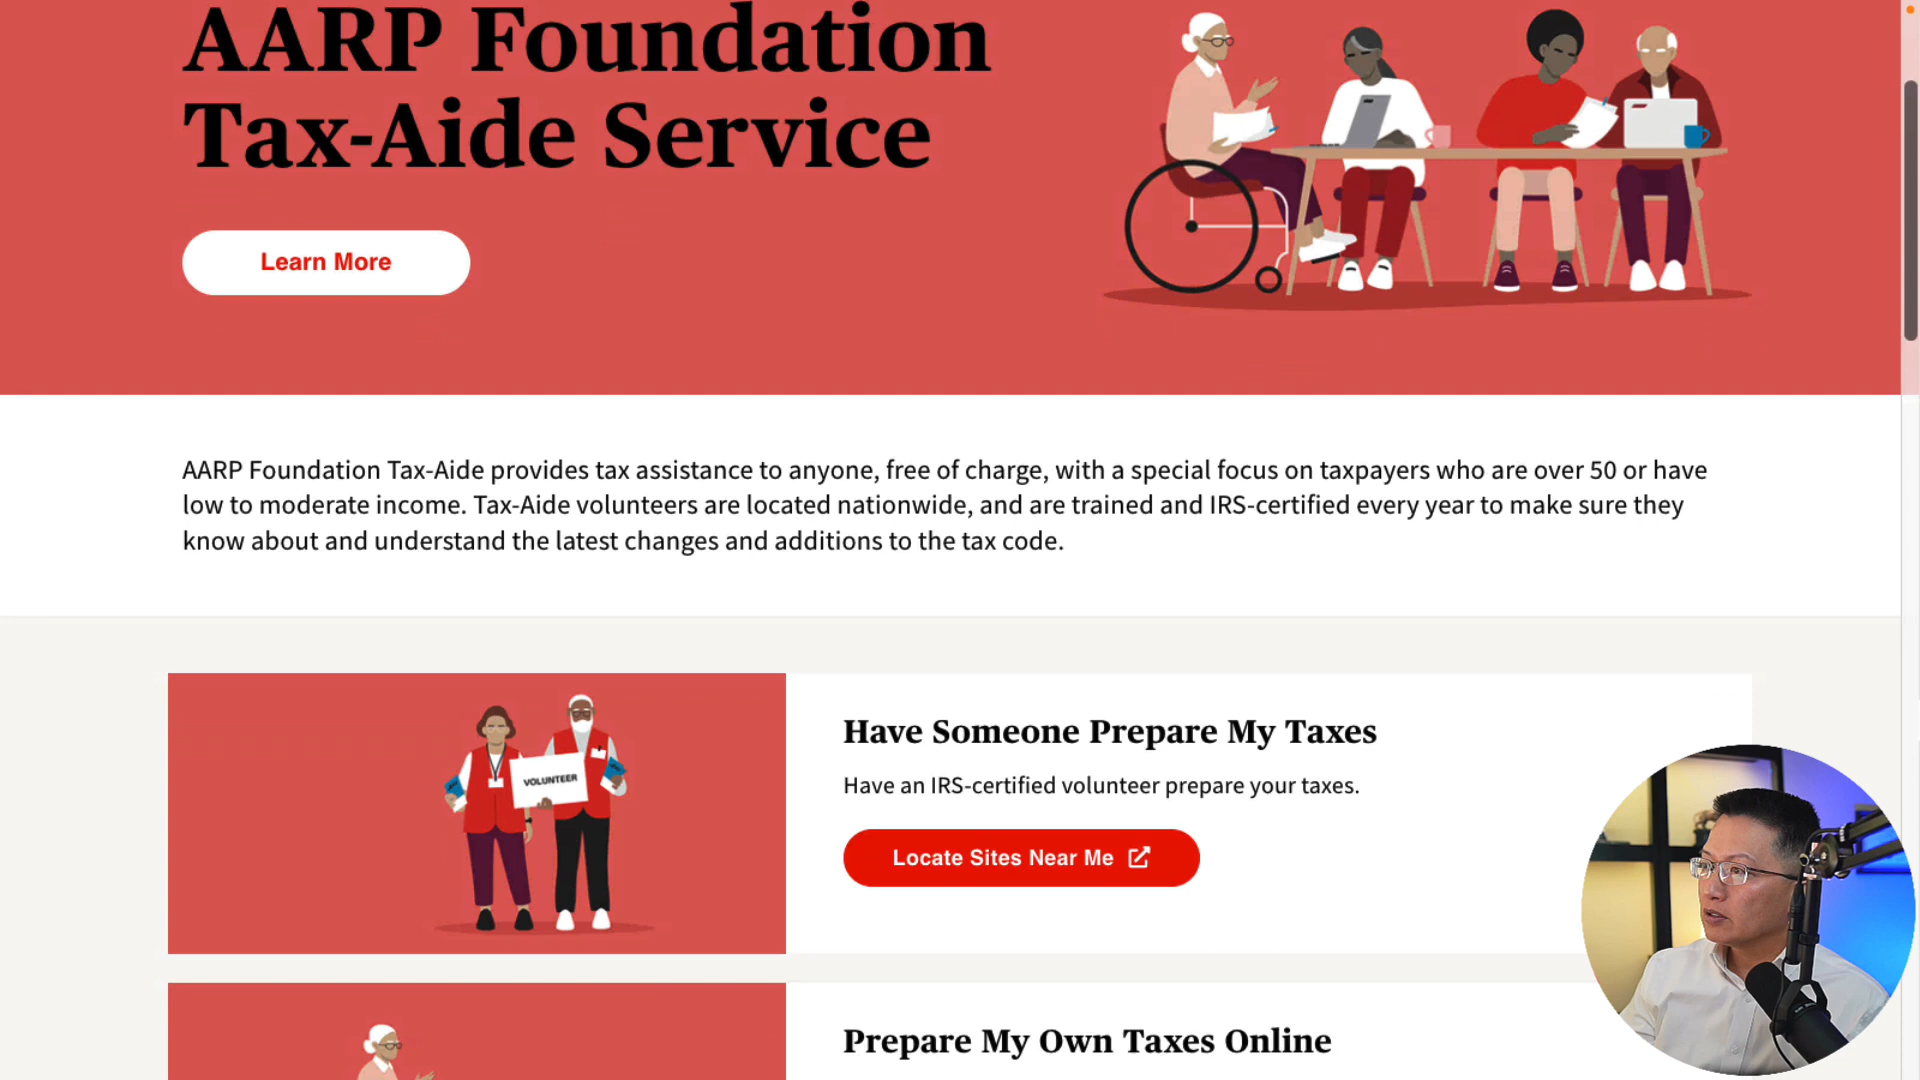 AARP Foundation
Tax-Aide Service
Learn More
AARP Foundation Tax-Aide provides tax assistance to anyone, free of charge, with a special focus on taxpayers who are over 50 or have
low to moderate income. Tax-Aide volunteers are located nationwide, and are trained and IRS-certified every year to make sure they
know about and understand the latest changes and additions to the tax code.
VOLUNTEER
Have Someone Prepare My Taxes
Have an IRS-certified volunteer prepare your taxes.
Locate Sites Near Me
Prepare My Own Taxes Online